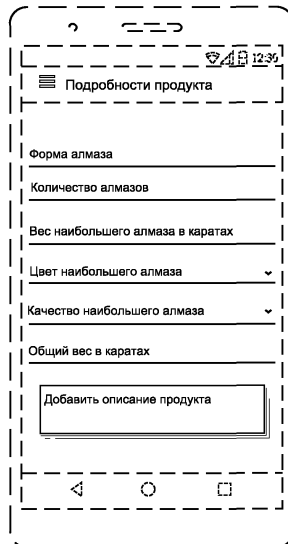 12:30
Подробности продукта
Форма алмаза
Количество алмазов
Вес наибольшего алмаза в каратах
Цвет наибольшего алмаза
Качество наибольшего алмаза
Общий вес в каратах
Добавить описание продукта